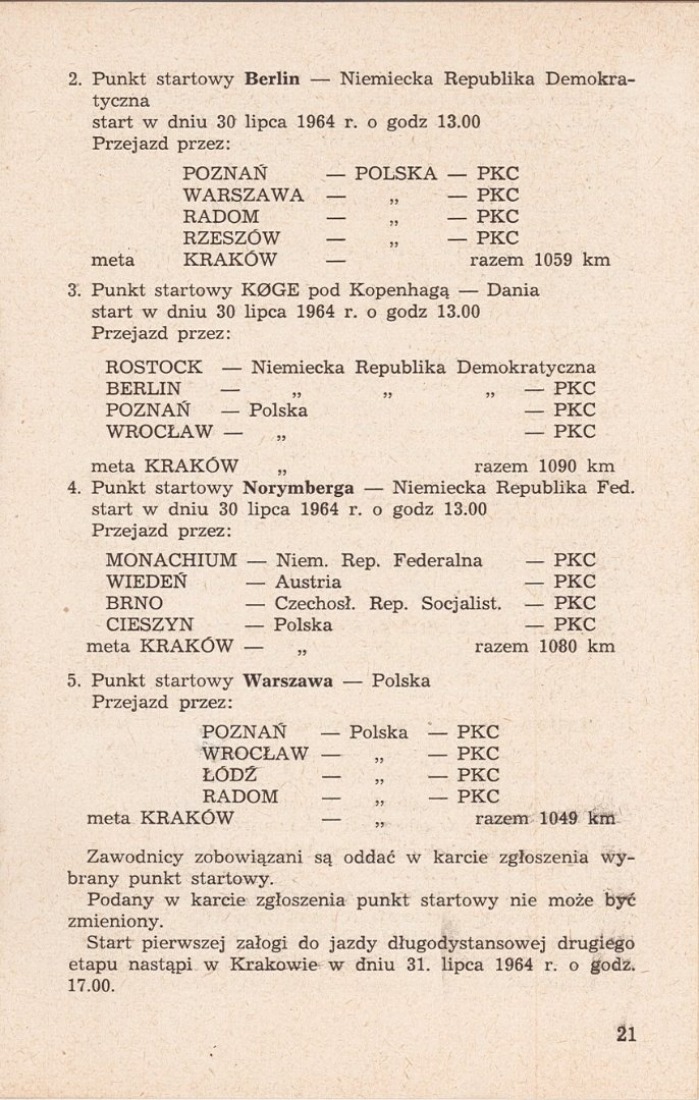 2. Punkt startowy Berlin — Niemiecka Republika Demokra-
tyczna
start w dniu 30 lipca 1964 r. o godz 13.00
Przejazd przez:
POZNAŃ — POLSKA — PKC
WARSZAWA — „ — PKC
RADOM — „ — PKC
RZESZÓW — „ — PKC
meta KRAKÓW — razem 1059 km
3. Punkt startowy KØGE pod Kopenhagą — Dania
start w dniu 30 lipca 1964 r. o godz 13.00
Przejazd przez:
ROSTOCK — Niemiecka Republika Demokratyczna
BERLIN — „ „ „ — PKC
POZNAŃ — Polska — PKC
WROCŁAW — „ — PKC
meta KRAKÓW „ razem 1090 km
4. Punkt startowy Norymberga — Niemiecka Republika Fed.
start w dniu 30 lipca 1964 r. o godz 13.00
Przejazd przez:
MONACHIUM — Niem. Rep. Federalna — PKC
WIEDEŃ — Austria — PKC
BRNO — Czechosł. Rep. Socjalist. — PKC
CIESZYN — Polska — PKC
meta KRAKÓW — „ razem 1080 km
5. Punkt startowy Warszawa — Polska
Przejazd przez:
POZNAŃ — Polska — PKC
WROCŁAW — „ — PKC
ŁÓDŹ — „ — PKC
RADOM — „ — PKC
meta KRAKÓW — „ razem 1049 km
Zawodnicy zobowiązani są oddać w karcie zgłoszenia wy-
brany punkt startowy.
Podany w karcie zgłoszenia punkt startowy nie może być
zmieniony.
Start pierwszej załogi do jazdy długodystansowej drugiego
etapu nastąpi w Krakowie w dniu 31. lipca 1964 r. o godz.
17.00.
21